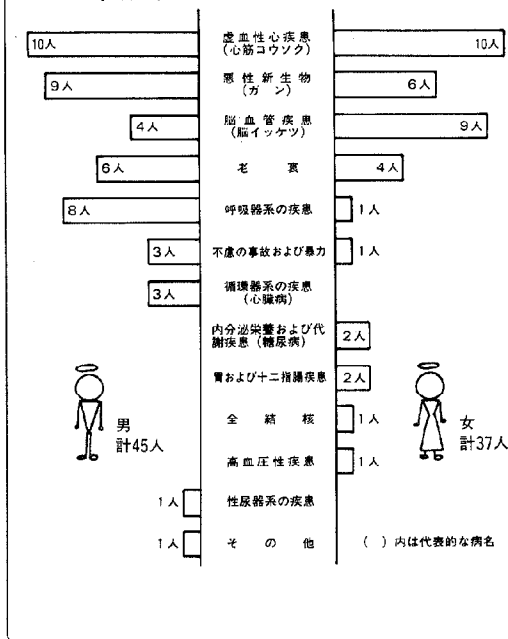 10人 虚血性心疾患 10人
(心筋コウソク)
9人 悪性新生物 6人
(ガン)
4人 脳血管疾患 9人
(脳イッケツ)
6人 老衰 4人
8人 呼吸器系の疾患 1人
3人 不慮の事故および暴力 1人
3人 循環器系の疾患
(心臓病)
内分泌栄養および代
謝疾患(糖尿病) 2人
胃および十二指腸疾患 2人
男
計45人
全結核 1人
女
計37人
高血圧性疾患 1人
1人 性尿器系の疾患
1人 その他
( )内は代表的な病名